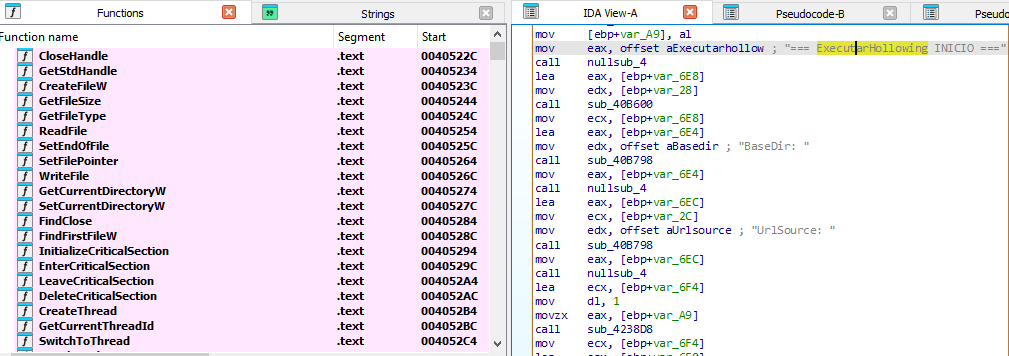 Functions
Strings
IDA View-A
Pseudocode-B
Pseudo
Function name Segment Start
f CloseHandle .text 0040522C
f GetStdHandle .text 00405234
f CreateFileW .text 0040523C
f GetFileSize .text 00405244
f GetFileType .text 0040524C
f ReadFile .text 00405254
f SetEndOfFile .text 0040525C
f SetFilePointer .text 00405264
f WriteFile .text 0040526C
f GetCurrentDirectoryW .text 00405274
f SetCurrentDirectoryW .text 0040527C
f FindClose .text 00405284
f FindFirstFileW .text 0040528C
f InitializeCriticalSection .text 00405294
f EnterCriticalSection .text 0040529C
f LeaveCriticalSection .text 004052A4
f DeleteCriticalSection .text 004052AC
f CreateThread .text 004052B4
f GetCurrentThreadId .text 004052BC
f SwitchToThread .text 004052C4
mov [ebp+var_A9], al
mov eax, offset aExecutarhollow ; "=== ExecutarHollowing INICIO ==="
call nullsub_4
lea eax, [ebp+var_6E8]
mov edx, [ebp+var_28]
call sub_40B600
mov ecx, [ebp+var_6E8]
lea eax, [ebp+var_6E4]
mov edx, offset aBasedir ; "BaseDir: "
call sub_40B798
mov eax, [ebp+var_6E4]
call nullsub_4
lea eax, [ebp+var_6EC]
mov ecx, [ebp+var_2C]
mov edx, offset aUrlsource ; "UrlSource: "
call sub_40B798
mov eax, [ebp+var_6EC]
call nullsub_4
lea ecx, [ebp+var_6F4]
mov dl, 1
movzx eax, [ebp+var_A9]
call sub_4238D8
mov ecx, [ebp+var_6F4]